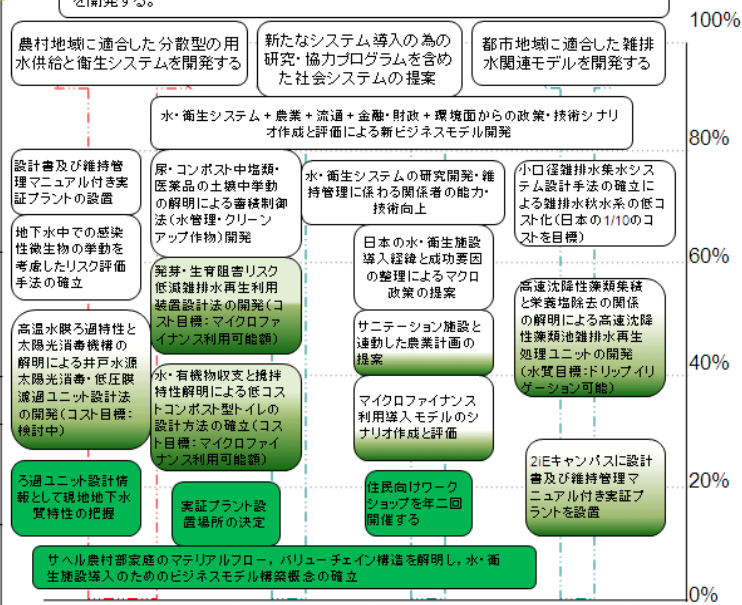 を開発する。
100%
農村地域に適合した分散型の用
水供給と衛生システムを開発する
新たなシステム導入の為の
研究・協力プログラムを含め
た社会システムの提案
都市地域に適合した雑排
水関連モデルを開発する
水・衛生システム＋農業＋流通＋金融・財政＋環境面からの政策・技術シナリ
オ作成と評価による新ビジネスモデル開発
80%
設計書及び維持管
理マニュアル付き実
証プラントの設置
尿・コンポスト中塩類・
医薬品の土壌中挙動
の解明による蓄積制御
法（水管理・クリーン
アップ作物）開発
水・衛生システムの研究開発・維
持管理に係わる関係者の能力・
技術向上
小口径雑排水集水シス
テム設計手法の確立に
よる雑排水秋水系の低コ
スト化（日本の1/10のコ
ストを目標）
地下水中での感染
性微生物の挙動を
考慮したリスク評価
手法の確立
日本の水・衛生施設
導入経緯と成功要因
の整理によるマクロ
政策の提案
60%
発芽・生育阻害リスク
低減雑排水再生利用
装置設計法の開発（コ
スト目標：マイクロファ
イナンス利用可能額）
高速沈降性藻類集積
と栄養塩除去の関係
の解明による高速沈降
性藻類池雑排水再生
処理ユニットの開発
（水質目標：ドリップイリ
ゲーション可能）
高温水膜ろ過特性と
太陽光消毒機構の
解明による井戸水源
太陽光消毒・低圧膜
濾過ユニット設計法
の開発（コスト目標：
検討中）
サニテーション施設と
連動した農業計画の
提案
40%
水・有機物収支と撹拌
特性解明による低コス
トコンポスト型トイレの
設計方法の確立（コス
ト目標：マイクロファイ
ナンス利用可能額）
マイクロファイナンス
利用導入モデルのシ
ナリオ作成と評価
2iEキャンパスに設計
書及び維持管理マ
ニュアル付き実証プ
ラントを設置
20%
ろ過ユニット設計情
報として現地地下水
質特性の把握
実証プラント設
置場所の決定
住民向けワーク
ショップを年二回
開催する
サヘル農村部家庭のマテリアルフロー，バリューチェイン構造を解明し，水・衛
生施設導入のためのビジネスモデル構築概念の確立
0%